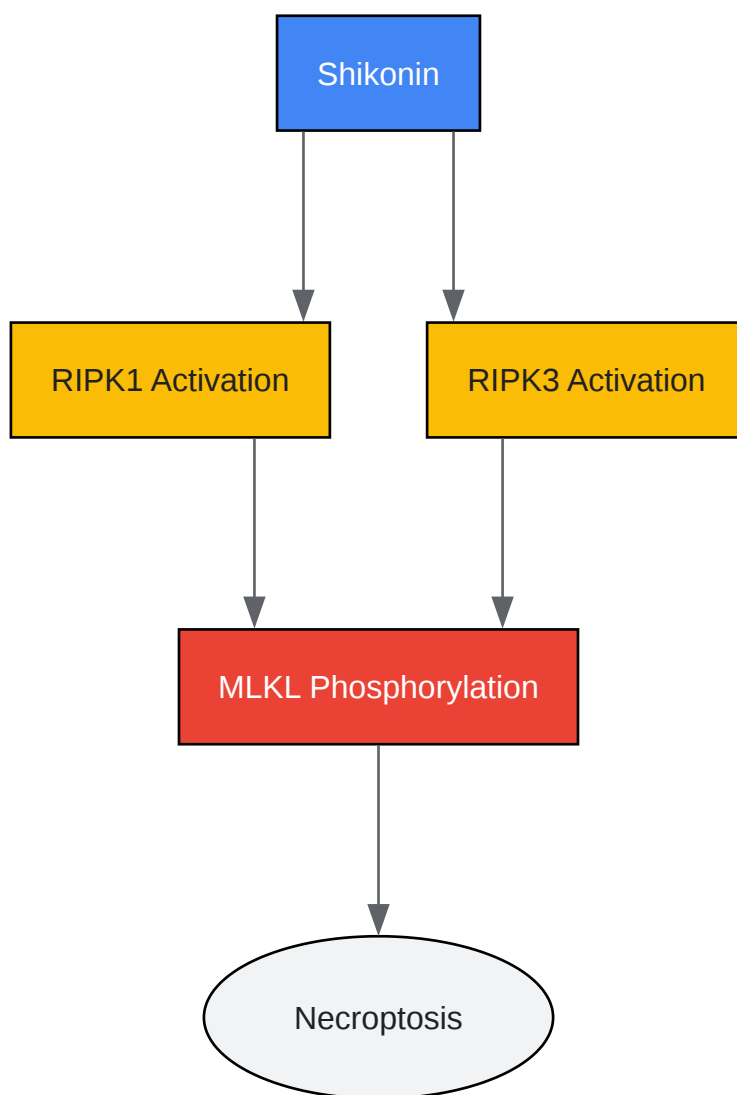 Shikonin
RIPK1 Activation
RIPK3 Activation
MLKL Phosphorylation
Necroptosis